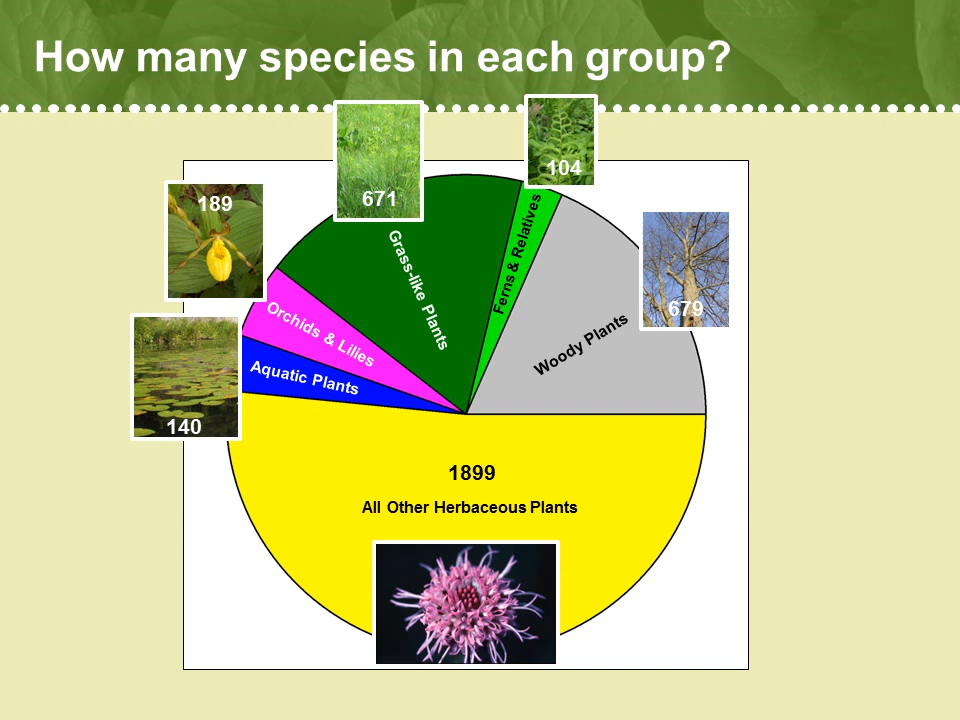 How many species in each group?
104
671
189
679
Grass-like Plants
Ferns & Relatives
Woody Plants
Orchids & Lilies
Aquatic Plants
140
1899
All Other Herbaceous Plants